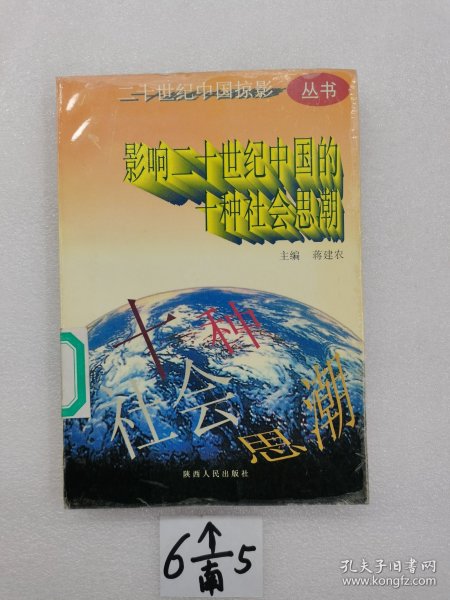 二十世纪中国掠影
丛书
影响二十世纪中国的
十种社会思潮
主编 蒋建农
十种
社会
思潮
陕西人民出版社
6 ↑ 5
南
孔夫子旧书网
www.kongfz.com